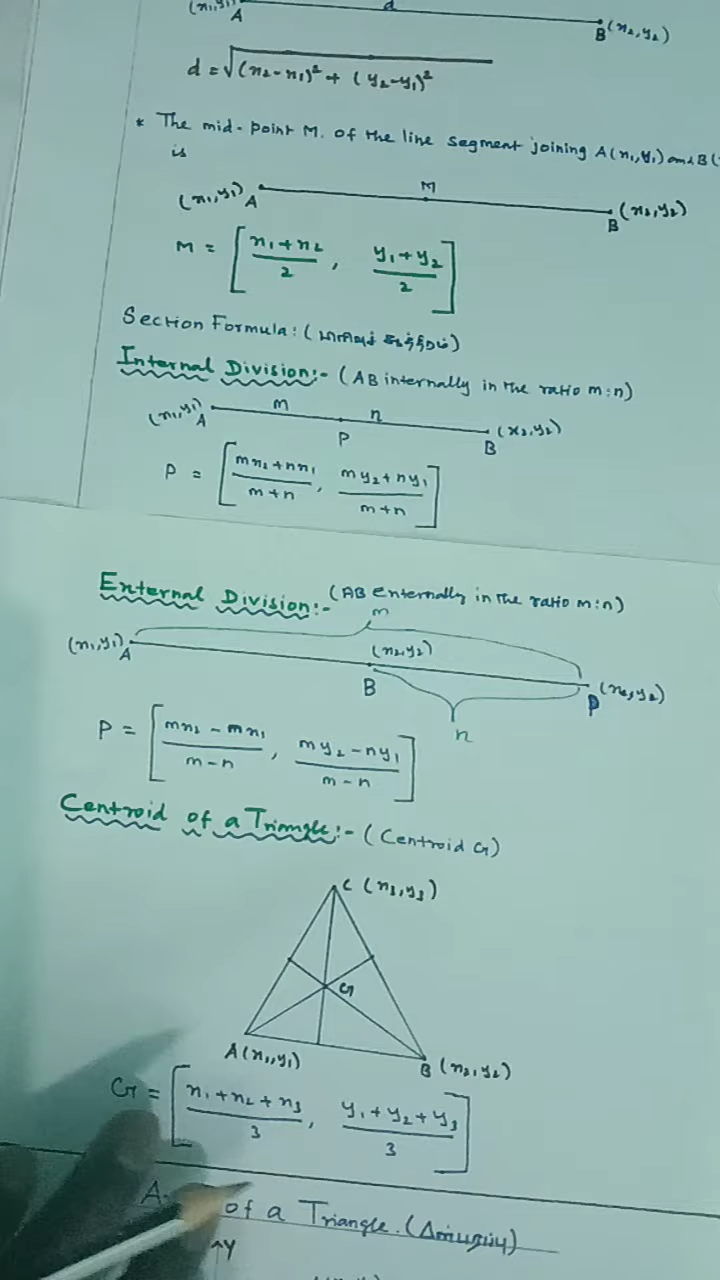 (x₁,y₁) A d B (x₂,y₂)
d = √(x₂-x₁)² + (y₂-y₁)²
* The mid-point M. of the line segment joining A(x₁,y₁) and B(
is
(x₁,y₁) A M B (x₂,y₂)
M = [ (x₁+x₂)/2 , (y₁+y₂)/2 ]
Section Formula: (
Internal Division:- (AB internally in the ratio m:n)
(x₁,y₁) A m P n B (x₂,y₂)
P = [ (mx₂+nx₁)/(m+n) , (my₂+ny₁)/(m+n) ]
External Division:- (AB externally in the ratio m:n)
m
(x₁,y₁) A (x₂,y₂) B P
n
P = [ (mx₂-mx₁)/(m-n) , (my₂-ny₁)/(m-n) ]
Centroid of a Triangle:- (Centroid G)
C (x₃,y₃)
G
A(x₁,y₁) B (x₂,y₂)
G = [ (x₁+x₂+x₃)/3 , (y₁+y₂+y₃)/3 ]
of a Triangle.
Y